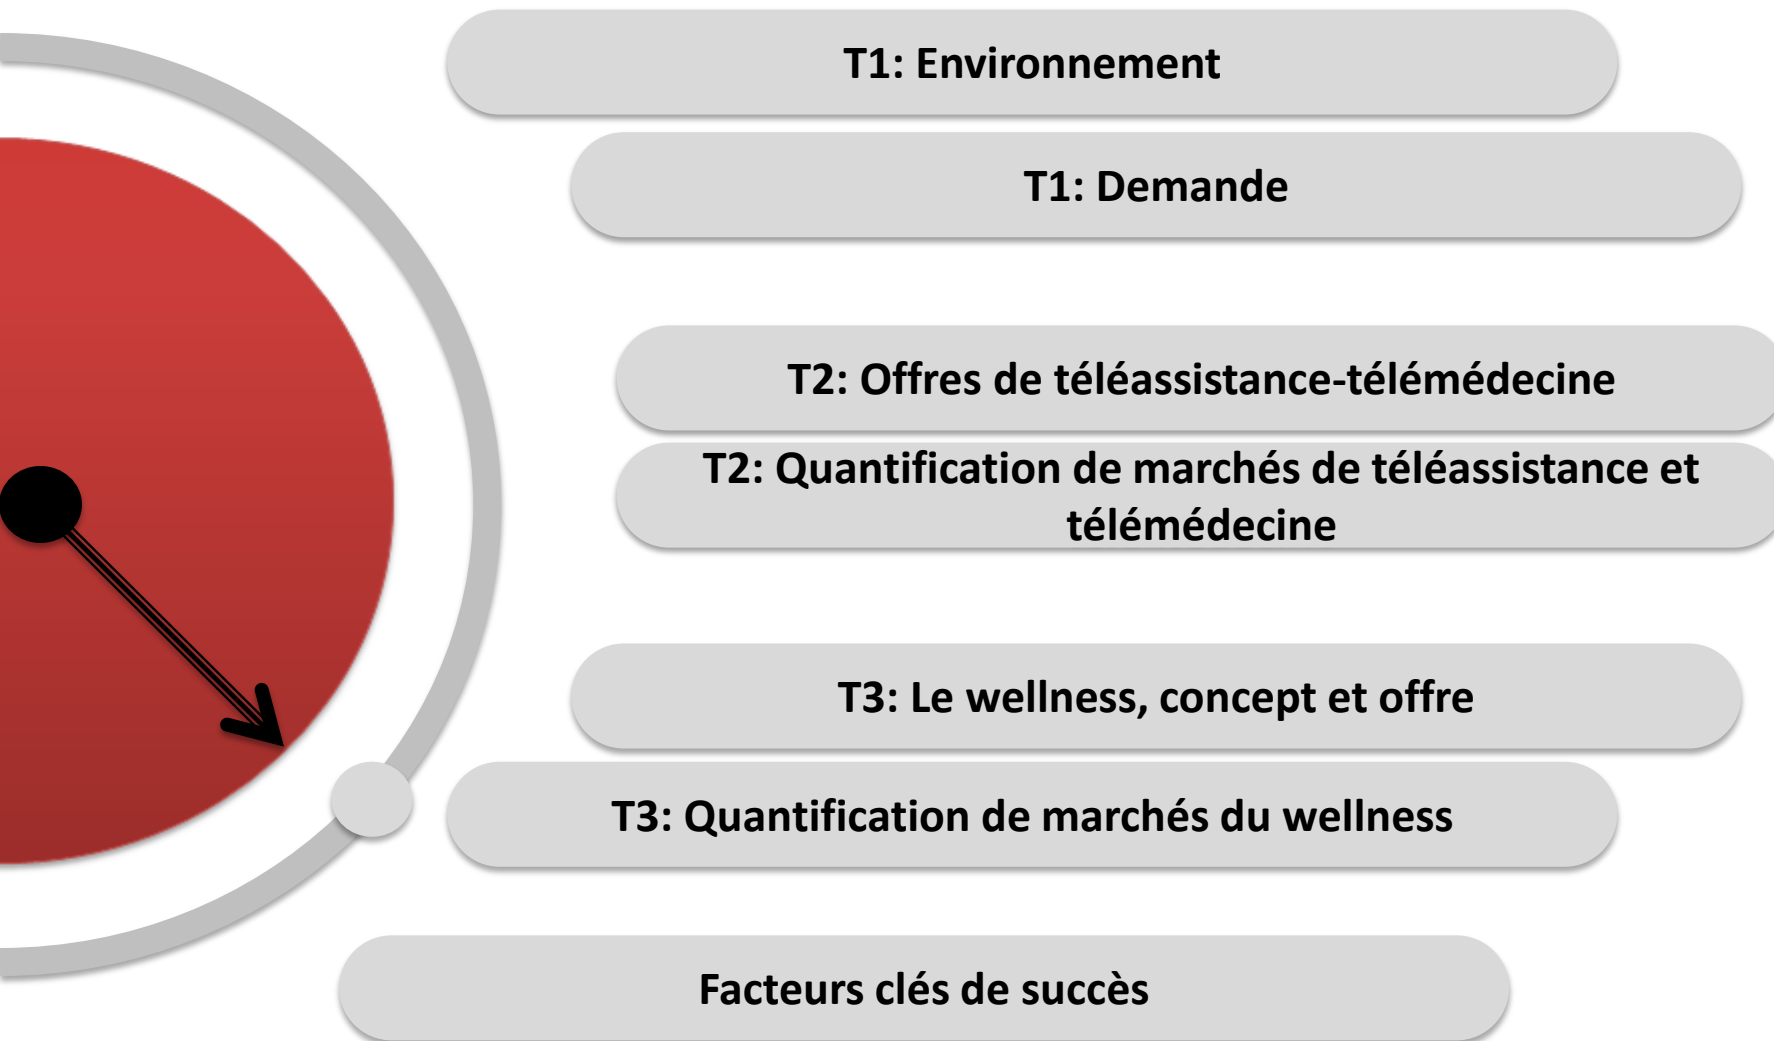 T1: Environnement
T1: Demande
T2: Offres de téléassistance-télémédecine
T2: Quantification de marchés de téléassistance et
télémédecine
T3: Le wellness, concept et offre
T3: Quantification de marchés du wellness
Facteurs clés de succès